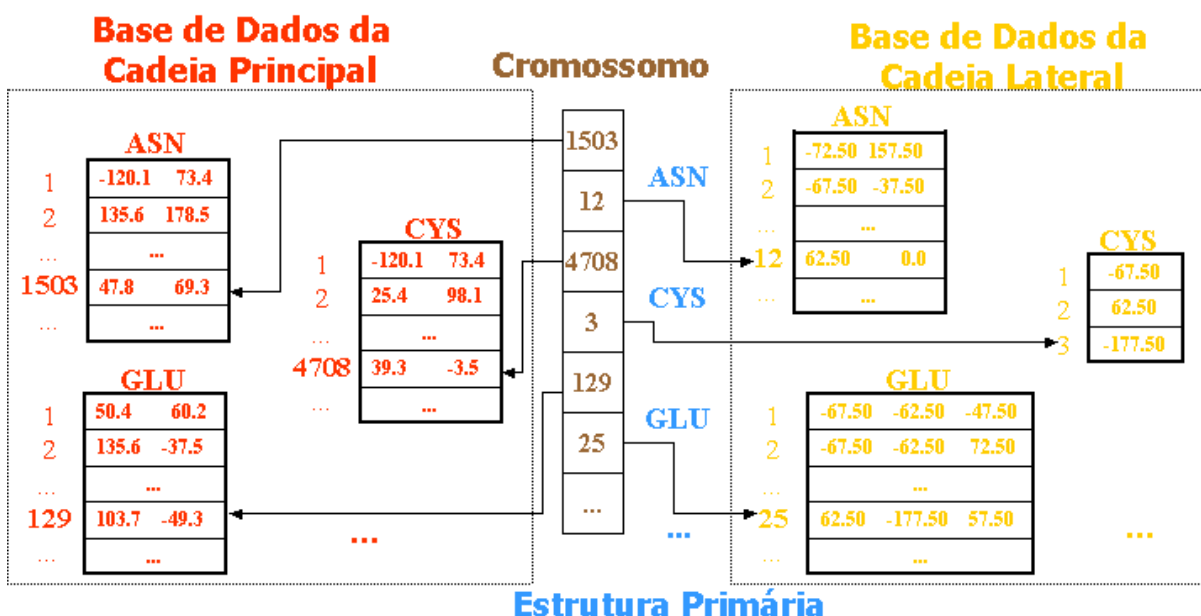 Base de Dados da
Cadeia Principal
ASN
1 -120.1 73.4
2 135.6 178.5
... ...
1503 47.8 69.3
... ...
CYS
1 -120.1 73.4
2 25.4 98.1
... ...
4708 39.3 -3.5
... ...
GLU
1 50.4 60.2
2 135.6 -37.5
... ...
129 103.7 -49.3
... ...
...
Cromossomo
1503
12
4708
3
129
25
...
ASN
CYS
GLU
...
Estrutura Primária
Base de Dados da
Cadeia Lateral
ASN
1 -72.50 157.50
2 -67.50 -37.50
... ...
12 62.50 0.0
... ...
CYS
1 -67.50
2 62.50
3 -177.50
GLU
1 -67.50 -62.50 -47.50
2 -67.50 -62.50 72.50
... ...
25 62.50 -177.50 57.50
... ...
...